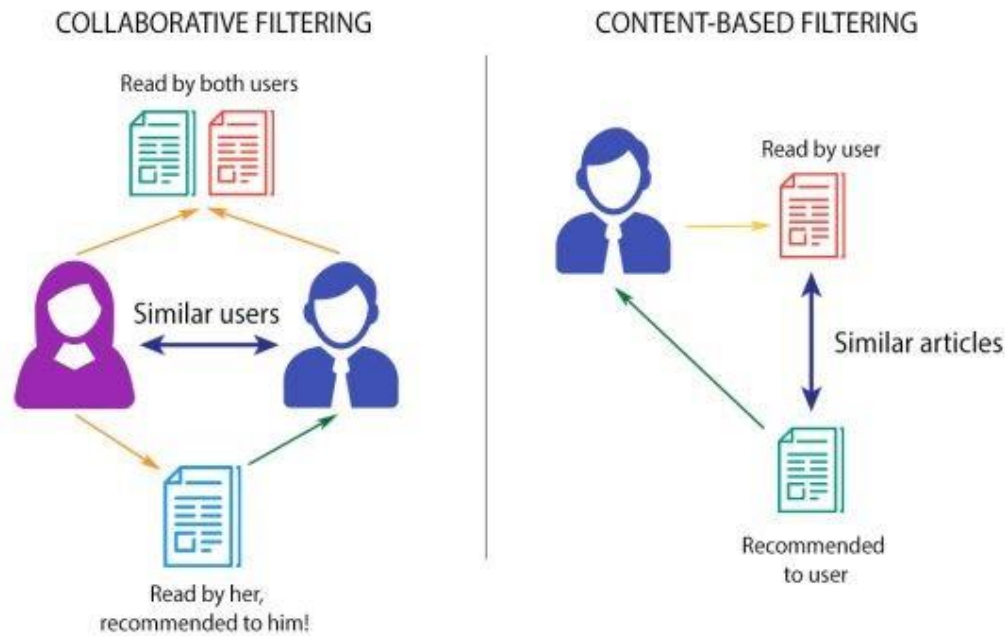 COLLABORATIVE FILTERING
Read by both users
Similar users
Read by her,
recommended to him!
CONTENT-BASED FILTERING
Read by user
Similar articles
Recommended
to user